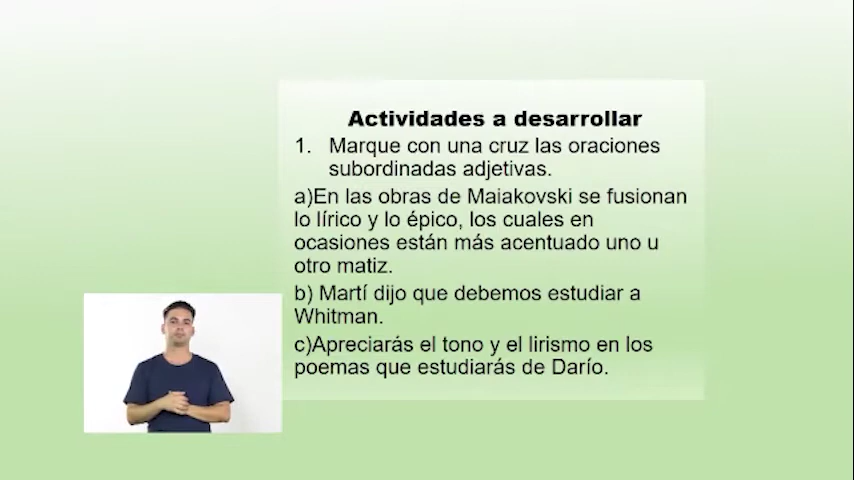 Actividades a desarrollar
1. Marque con una cruz las oraciones
subordinadas adjetivas.
a)En las obras de Maiakovski se fusionan
lo lírico y lo épico, los cuales en
ocasiones están más acentuado uno u
otro matiz.
b) Martí dijo que debemos estudiar a
Whitman.
c)Apreciarás el tono y el lirismo en los
poemas que estudiarás de Darío.